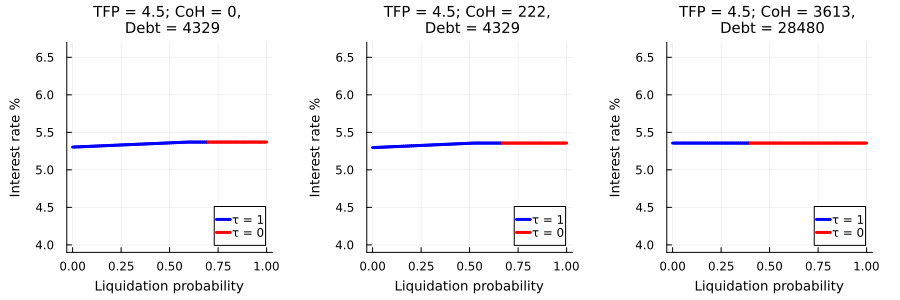 TFP = 4.5; CoH = 0,
Debt = 4329
Interest rate %
6.5
6.0
5.5
5.0
4.5
4.0
τ = 1
τ = 0
0.00 0.25 0.50 0.75 1.00
Liquidation probability
TFP = 4.5; CoH = 222,
Debt = 4329
Interest rate %
6.5
6.0
5.5
5.0
4.5
4.0
τ = 1
τ = 0
0.00 0.25 0.50 0.75 1.00
Liquidation probability
TFP = 4.5; CoH = 3613,
Debt = 28480
Interest rate %
6.5
6.0
5.5
5.0
4.5
4.0
τ = 1
τ = 0
0.00 0.25 0.50 0.75 1.00
Liquidation probability